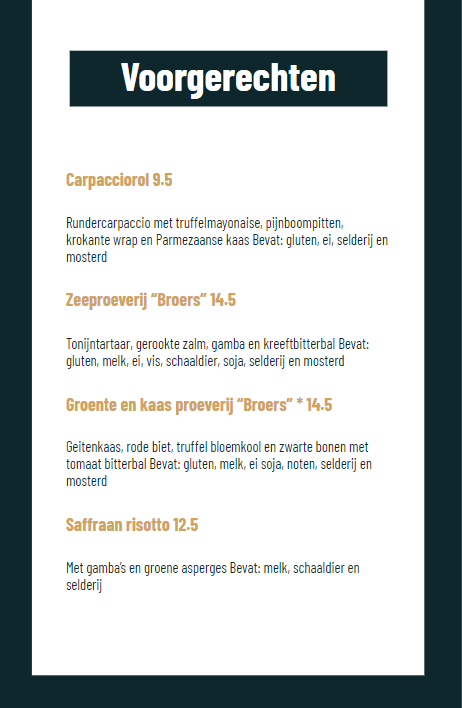 Voorgerechten
Carpacciorol 9.5
Rundercarpaccio met truffelmayonaise, pijnboompitten,
krokante wrap en Parmezaanse kaas Bevat: gluten, ei, selderij en
mosterd
Zeeproeverij “Broers” 14.5
Tonijntartaar, gerookte zalm, gamba en kreeftbitterbal Bevat:
gluten, melk, ei, vis, schaaldier, soja, selderij en mosterd
Groente en kaas proeverij “Broers” * 14.5
Geitenkaas, rode biet, truffel bloemkool en zwarte bonen met
tomaat bitterbal Bevat: gluten, melk, ei soja, noten, selderij en
mosterd
Saffraan risotto 12.5
Met gamba’s en groene asperges Bevat: melk, schaaldier en
selderij